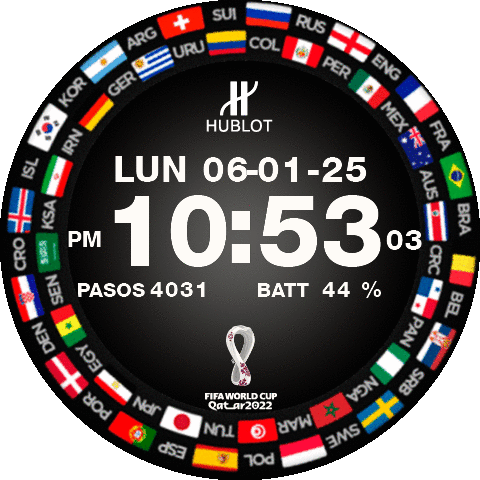 HUBLOT
LUN 06-01-25
PM 10:53 03
PASOS 4031 BATT 44 %
FIFA WORLD CUP
Qatar2022
SUI
RUS
ENG
FRA
BRA
BEL
SRB
SWE
POL
ESP
POR
DEN
CRO
ISL
KOR
ARG
URU
COL
PER
MEX
AUS
CRC
PAN
NGA
MAR
TUN
JPN
EGY
SEN
KSA
IRN
GER